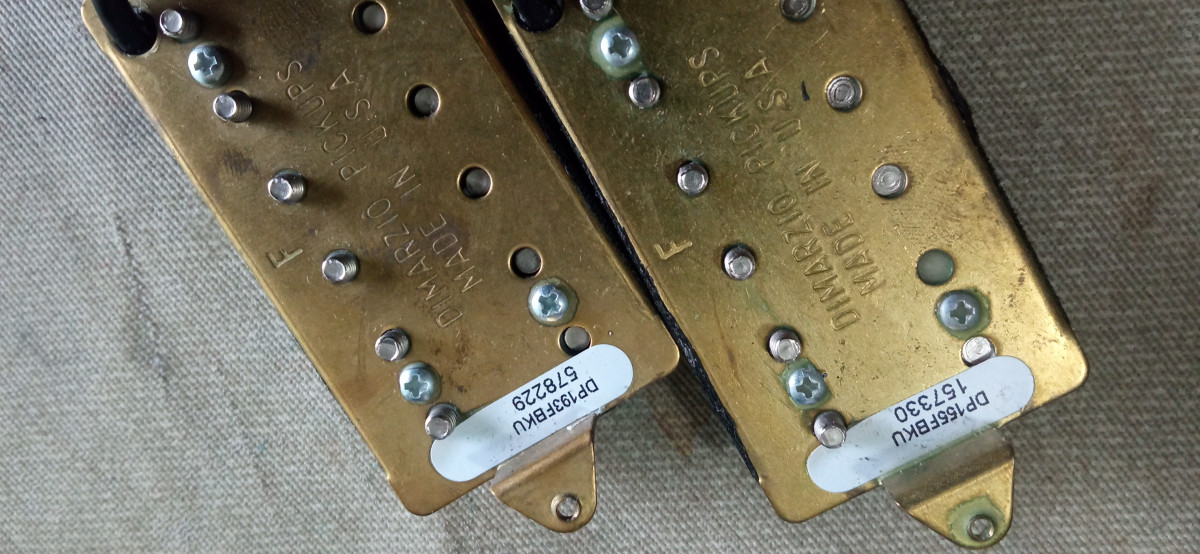 DIMARZIO PICKUPS
MADE IN U.S.A
F
DP193FBKU
578229
DIMARZIO PICKUPS
MADE IN U.S.A
F
DP155FBKU
157330